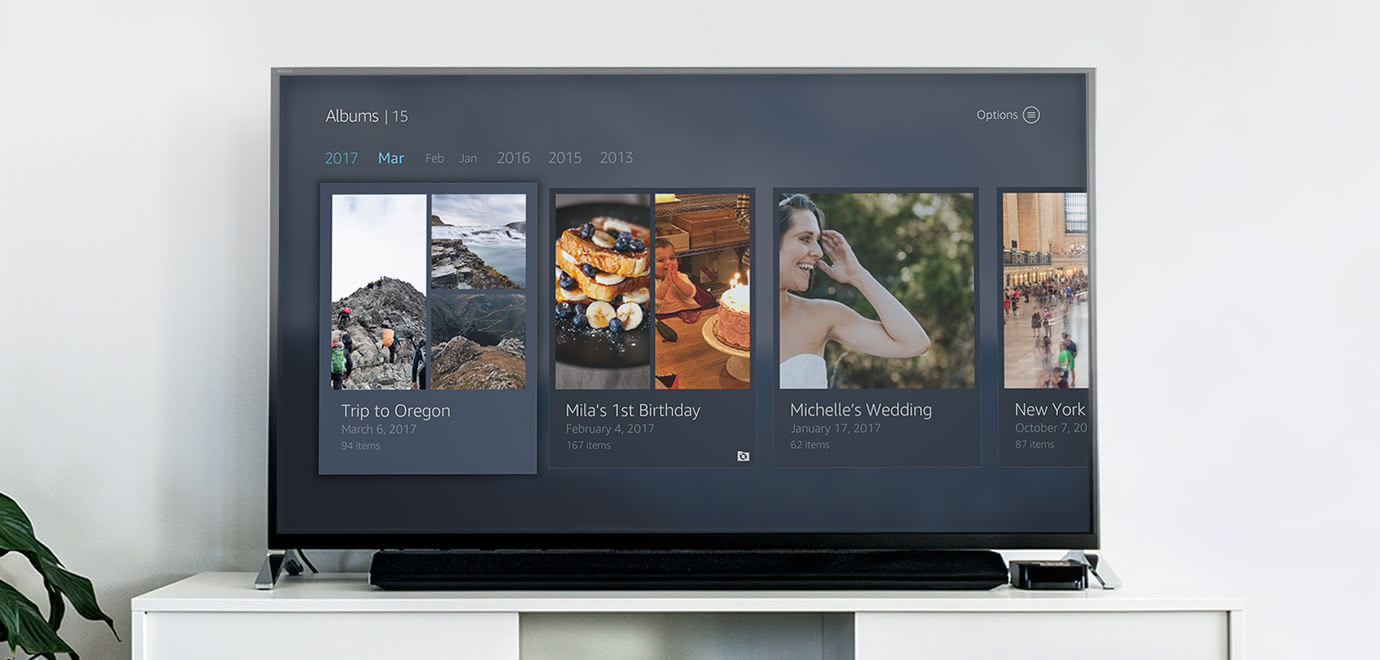 Albums | 15
Options
2017 Mar Feb Jan 2016 2015 2013
Trip to Oregon
March 6, 2017
94 items
Mila's 1st Birthday
February 4, 2017
167 items
Michelle's Wedding
January 17, 2017
62 items
New York
October 7, 20
87 items